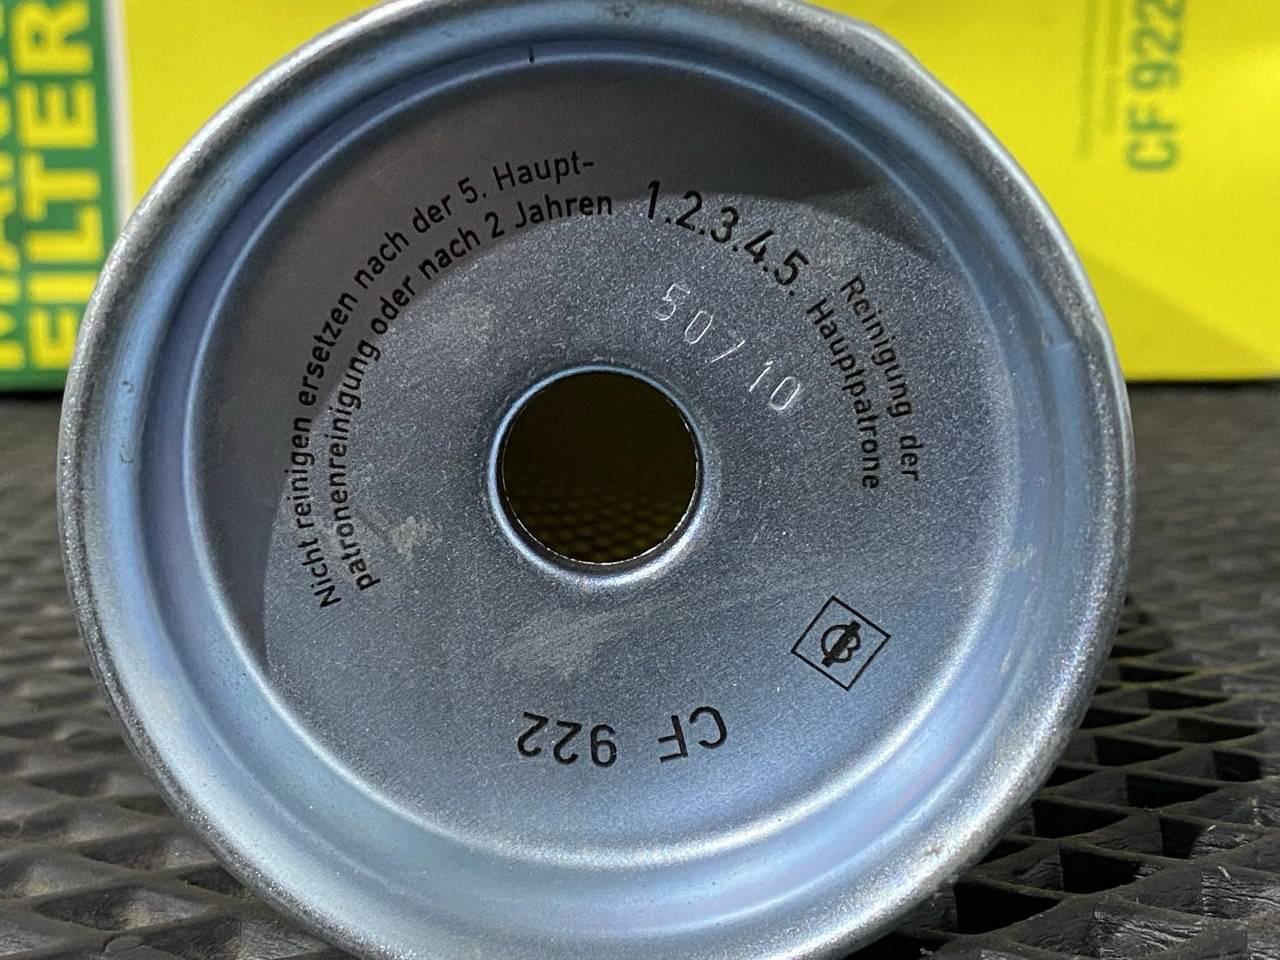 Nicht reinigen ersetzen nach der 5. Haupt-
patronenreinigung oder nach 2 Jahren
1.2.3.4.5.
Reinigung der
Hauptpatrone
50/10
CF 922
FILTER
CF 922